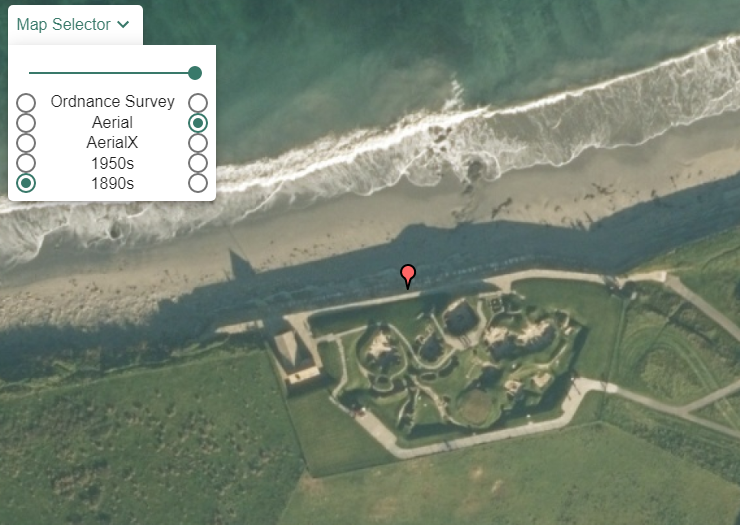 Map Selector
Ordnance Survey
Aerial
AerialX
1950s
1890s